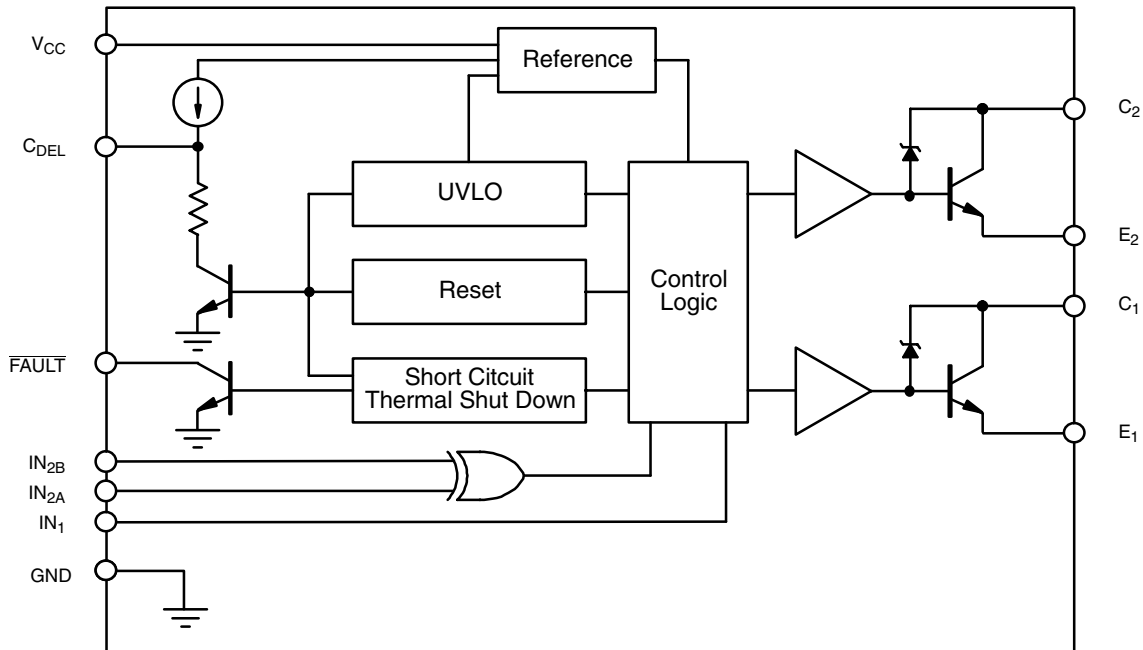 V_CC
Reference
C_2
C_DEL
UVLO
E_2
Reset
Control
Logic
C_1
FAULT
Short Citcuit
Thermal Shut Down
E_1
IN_2B
IN_2A
IN_1
GND